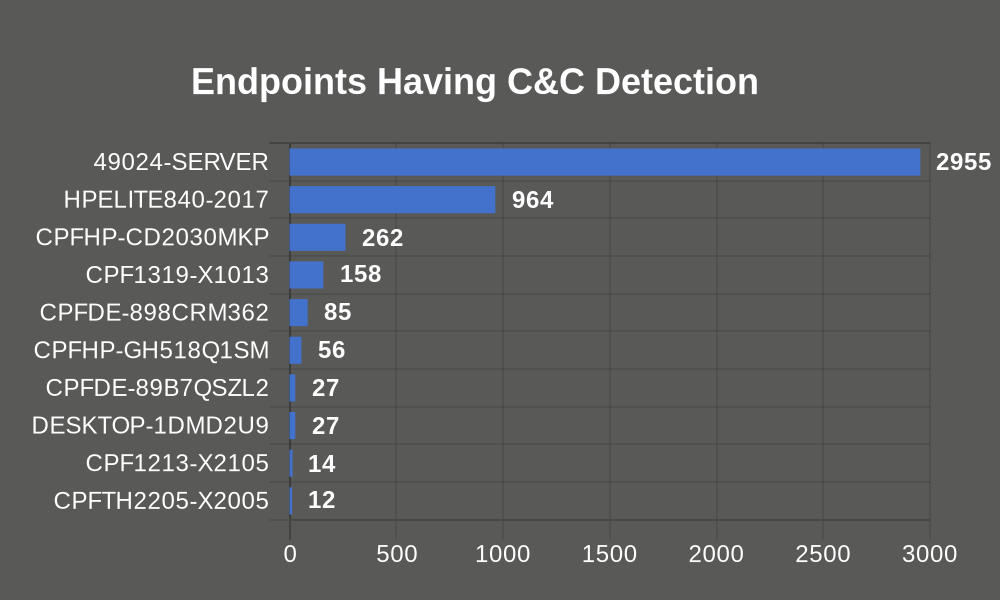 Endpoints Having C&C Detection
49024-SERVER 2955
HPELITE840-2017 964
CPFHP-CD2030MKP 262
CPF1319-X1013 158
CPFDE-898CRM362 85
CPFHP-GH518Q1SM 56
CPFDE-89B7QSZL2 27
DESKTOP-1DMD2U9 27
CPF1213-X2105 14
CPFTH2205-X2005 12
0 500 1000 1500 2000 2500 3000